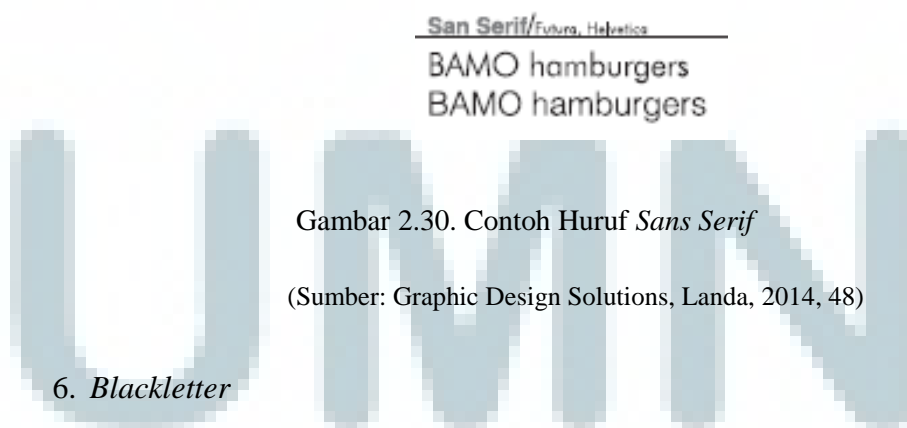 San Serif/Futura, Helvetica
BAMO hamburgers
BAMO hamburgers
UMN
Gambar 2.30. Contoh Huruf Sans Serif
(Sumber: Graphic Design Solutions, Landa, 2014, 48)
6. Blackletter